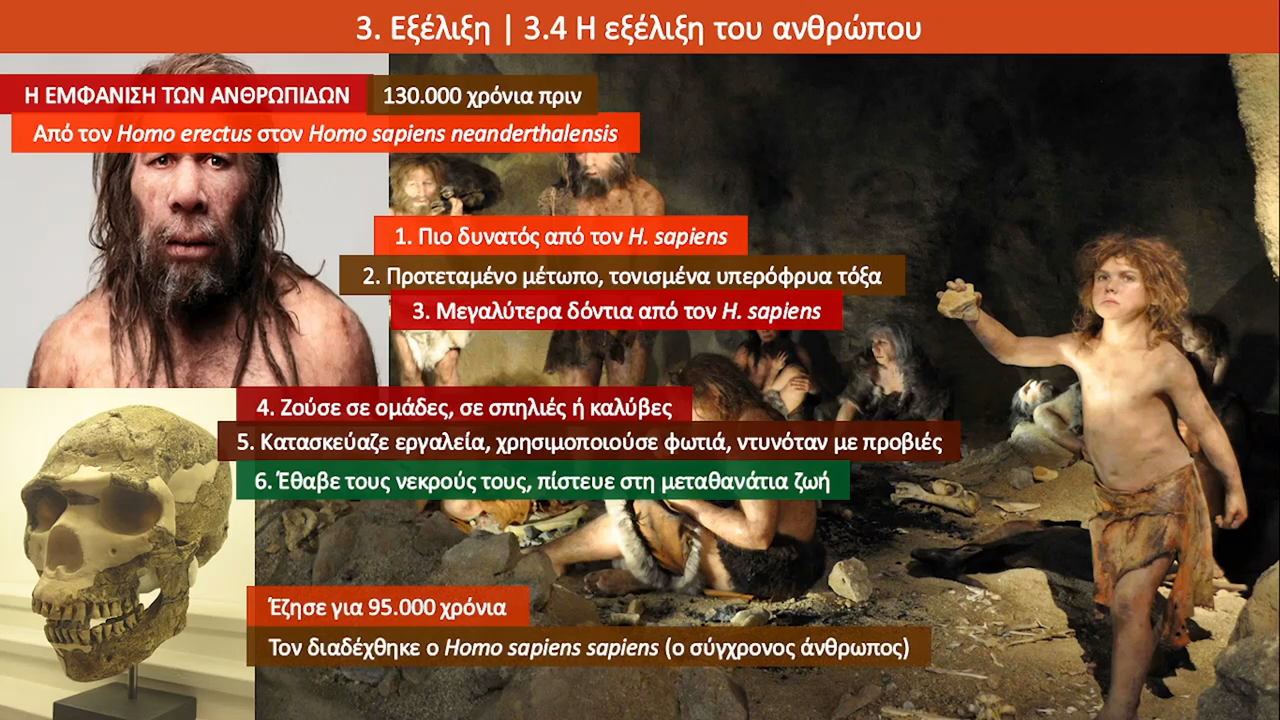 3. Εξέλιξη | 3.4 Η εξέλιξη του ανθρώπου
Η ΕΜΦΑΝΙΣΗ ΤΩΝ ΑΝΘΡΩΠΙΔΩΝ
130.000 χρόνια πριν
Από τον Homo erectus στον Homo sapiens neanderthalensis
1. Πιο δυνατός από τον H. sapiens
2. Προτεταμένο μέτωπο, τονισμένα υπερόφρυα τόξα
3. Μεγαλύτερα δόντια από τον H. sapiens
4. Ζούσε σε ομάδες, σε σπηλιές ή καλύβες
5. Κατασκεύαζε εργαλεία, χρησιμοποιούσε φωτιά, ντυνόταν με προβιές
6. Έθαβε τους νεκρούς τους, πίστευε στη μεταθανάτια ζωή
Έζησε για 95.000 χρόνια
Τον διαδέχθηκε ο Homo sapiens sapiens (ο σύγχρονος άνθρωπος)